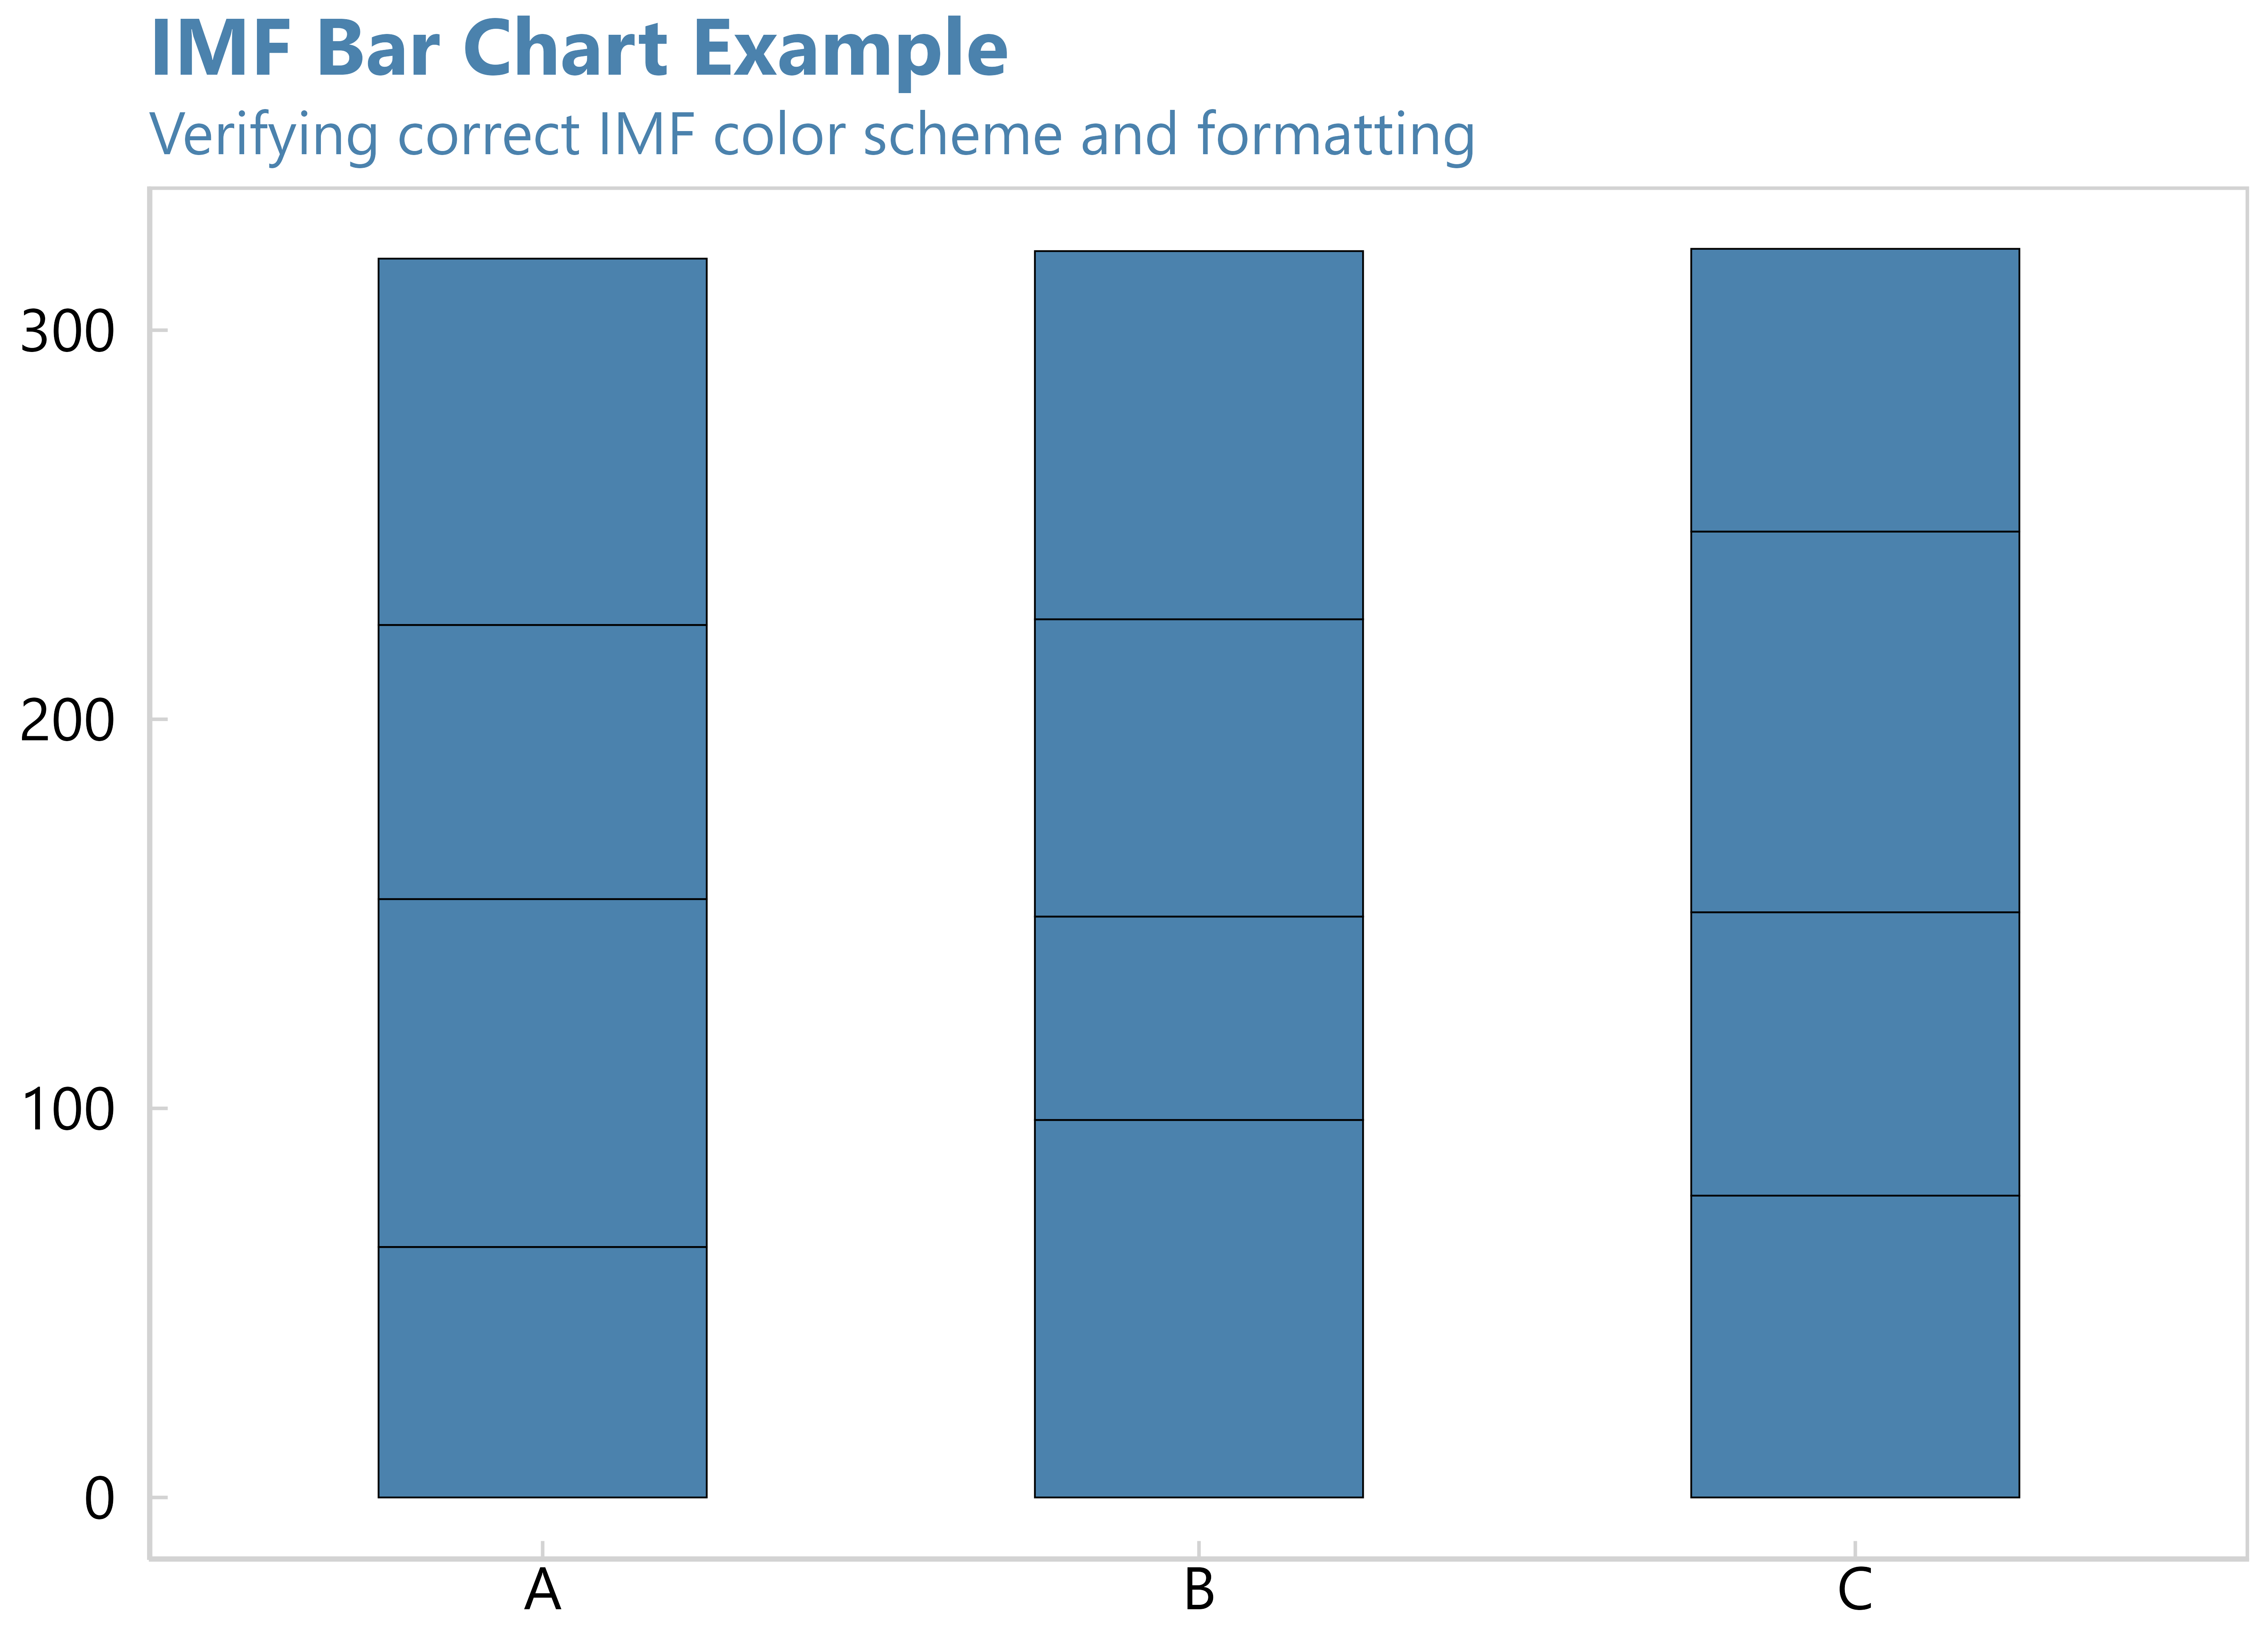 IMF Bar Chart Example
Verifying correct IMF color scheme and formatting
300
200
100
0
A B C